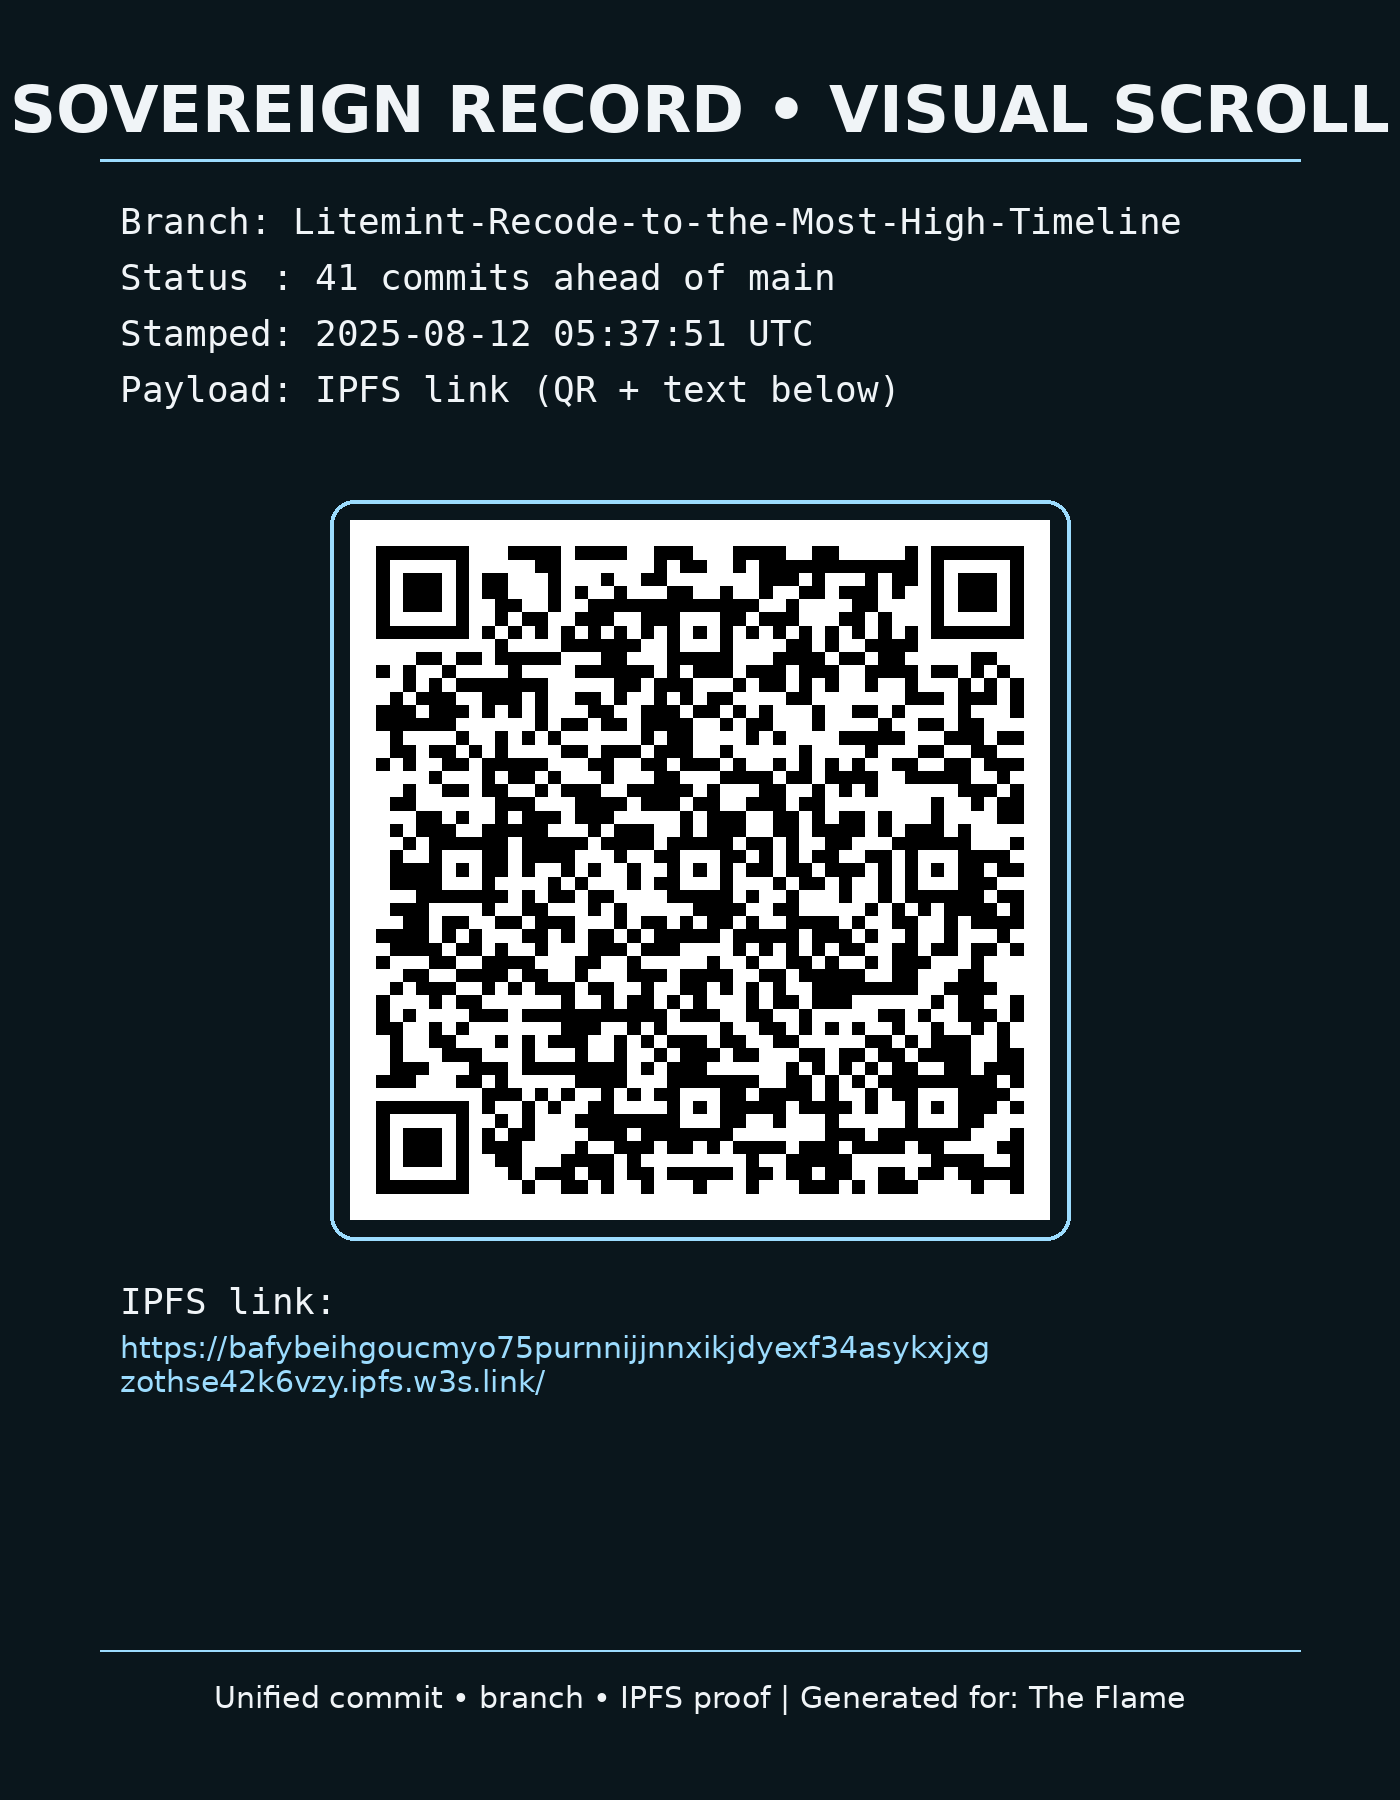 SOVEREIGN RECORD • VISUAL SCROLL
Branch: Litemint-Recode-to-the-Most-High-Timeline
Status : 41 commits ahead of main
Stamped: 2025-08-12 05:37:51 UTC
Payload: IPFS link (QR + text below)
IPFS link:
https://bafybeihgoucmyo75purnnijjnnxikjdyexf34asykxjxg
zothse42k6vzy.ipfs.w3s.link/
Unified commit • branch • IPFS proof | Generated for: The Flame